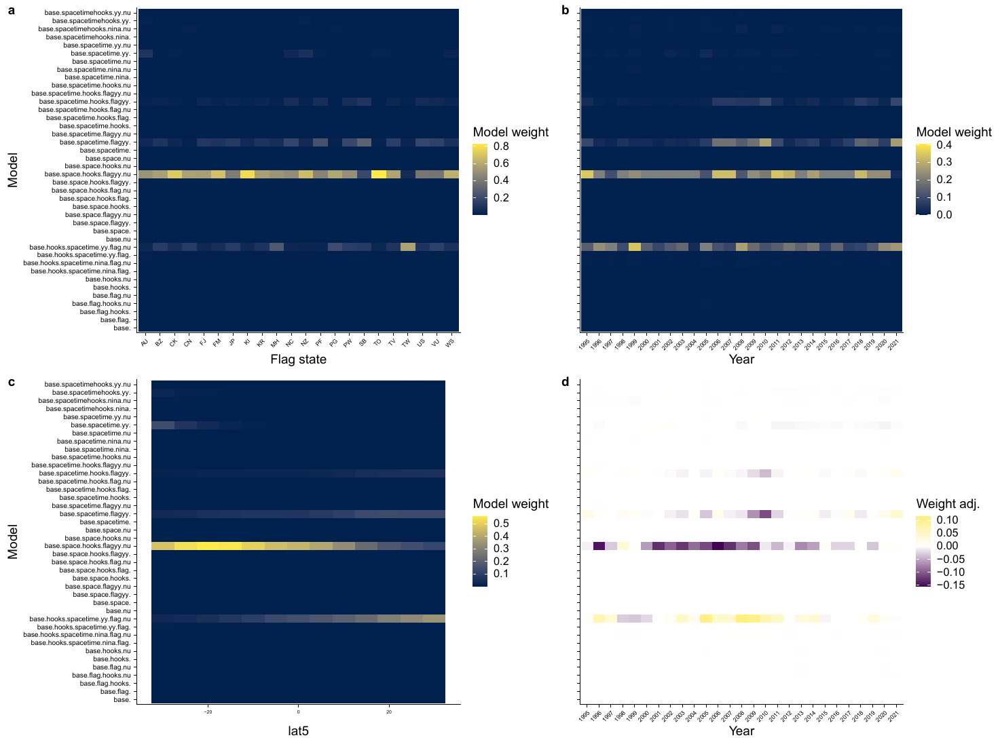 a
base.spacetimehooks.yy.nu
base.spacetimehooks.yy.
base.spacetimehooks.nina.nu
base.spacetimehooks.nina.
base.spacetime.yy.nu
base.spacetime.yy.
base.spacetime.nu
base.spacetime.nina.nu
base.spacetime.nina.
base.spacetime.hooks.nu
base.spacetime.hooks.flagyy.nu
base.spacetime.hooks.flagyy.
base.spacetime.hooks.flag.nu
base.spacetime.hooks.flag.
base.spacetime.hooks.
base.spacetime.flagyy.nu
base.spacetime.flagyy.
base.spacetime.
base.space.nu
base.space.hooks.nu
base.space.hooks.flagyy.nu
base.space.hooks.flagyy.
base.space.hooks.flag.nu
base.space.hooks.flag.
base.space.hooks.
base.space.flagyy.nu
base.space.flagyy.
base.space.
base.nu
base.hooks.spacetime.yy.flag.nu
base.hooks.spacetime.yy.flag.
base.hooks.spacetime.nina.flag.nu
base.hooks.spacetime.nina.flag.
base.hooks.nu
base.hooks.
base.flag.nu
base.flag.hooks.nu
base.flag.hooks.
base.flag.
base.
Model
AU BZ CK CN FJ FM JP KI KR MH NC NZ PF PG PW SB TO TV TW US VU WS
Flag state
Model weight
0.8
0.6
0.4
0.2
b
1995 1996 1997 1998 1999 2000 2001 2002 2003 2004 2005 2006 2007 2008 2009 2010 2011 2012 2013 2014 2015 2016 2017 2018 2019 2020 2021
Year
Model weight
0.4
0.3
0.2
0.1
0.0
c
base.spacetimehooks.yy.nu
base.spacetimehooks.yy.
base.spacetimehooks.nina.nu
base.spacetimehooks.nina.
base.spacetime.yy.nu
base.spacetime.yy.
base.spacetime.nu
base.spacetime.nina.nu
base.spacetime.nina.
base.spacetime.hooks.nu
base.spacetime.hooks.flagyy.nu
base.spacetime.hooks.flagyy.
base.spacetime.hooks.flag.nu
base.spacetime.hooks.flag.
base.spacetime.hooks.
base.spacetime.flagyy.nu
base.spacetime.flagyy.
base.spacetime.
base.space.nu
base.space.hooks.nu
base.space.hooks.flagyy.nu
base.space.hooks.flagyy.
base.space.hooks.flag.nu
base.space.hooks.flag.
base.space.hooks.
base.space.flagyy.nu
base.space.flagyy.
base.space.
base.nu
base.hooks.spacetime.yy.flag.nu
base.hooks.spacetime.yy.flag.
base.hooks.spacetime.nina.flag.nu
base.hooks.spacetime.nina.flag.
base.hooks.nu
base.hooks.
base.flag.nu
base.flag.hooks.nu
base.flag.hooks.
base.flag.
base.
Model
−20 0 20
lat5
Model weight
0.5
0.4
0.3
0.2
0.1
d
1995 1996 1997 1998 1999 2000 2001 2002 2003 2004 2005 2006 2007 2008 2009 2010 2011 2012 2013 2014 2015 2016 2017 2018 2019 2020 2021
Year
Weight adj.
0.10
0.05
0.00
−0.05
−0.10
−0.15